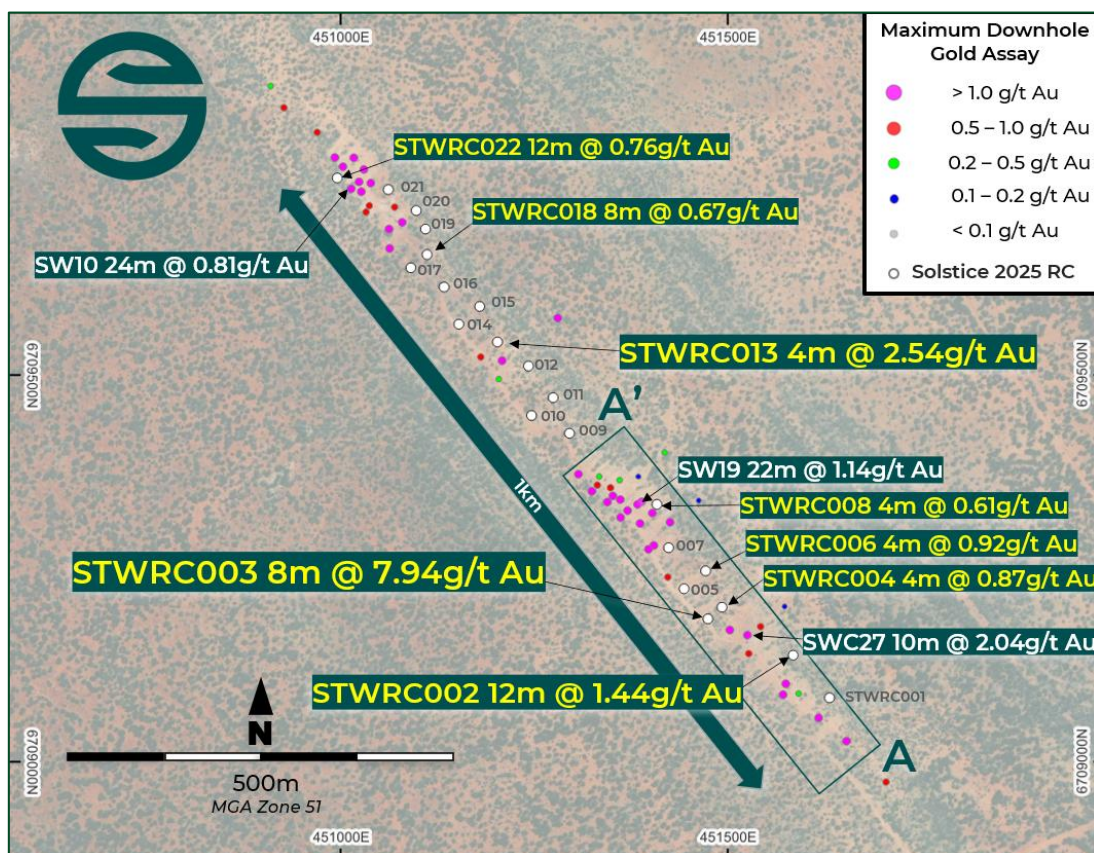 451000E
451500E
Maximum Downhole
Gold Assay
> 1.0 g/t Au
0.5 – 1.0 g/t Au
0.2 – 0.5 g/t Au
0.1 – 0.2 g/t Au
< 0.1 g/t Au
Solstice 2025 RC
STWRC022 12m @ 0.76g/t Au
021
020
STWRC018 8m @ 0.67g/t Au
019
SW10 24m @ 0.81g/t Au
017
016
015
014
STWRC013 4m @ 2.54g/t Au
6709500N
6709500N
012
011
010
A'
009
SW19 22m @ 1.14g/t Au
1km
STWRC008 4m @ 0.61g/t Au
007
STWRC006 4m @ 0.92g/t Au
STWRC003 8m @ 7.94g/t Au
STWRC004 4m @ 0.87g/t Au
005
SWC27 10m @ 2.04g/t Au
STWRC002 12m @ 1.44g/t Au
STWRC001
N
A
6709000N
6709000N
500m
MGA Zone 51
451000E
451500E